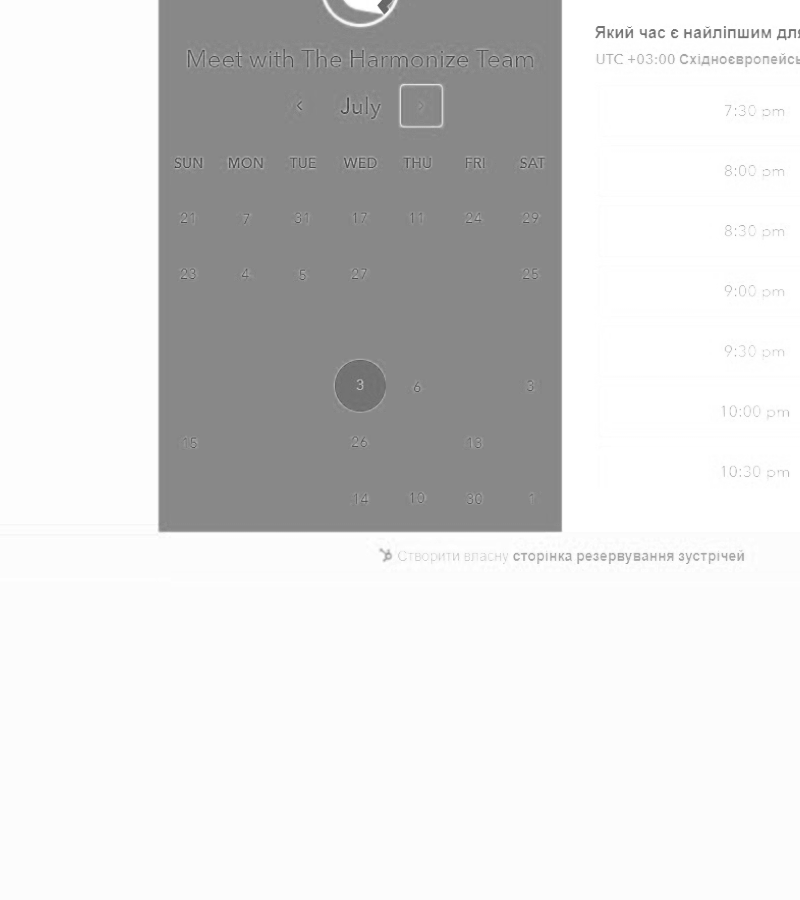 Meet with The Harmonize Team
July
SUN MON TUE WED THU FRI SAT
21 7 31 17 11 24 29
23 4 5 27 25
3 6 3
15 26 13
14 10 30 1
Який час є найліпшим для
UTC +03:00 Східноєвропейсь
7:30 pm
8:00 pm
8:30 pm
9:00 pm
9:30 pm
10:00 pm
10:30 pm
Створити власну сторінка резервування зустрічей